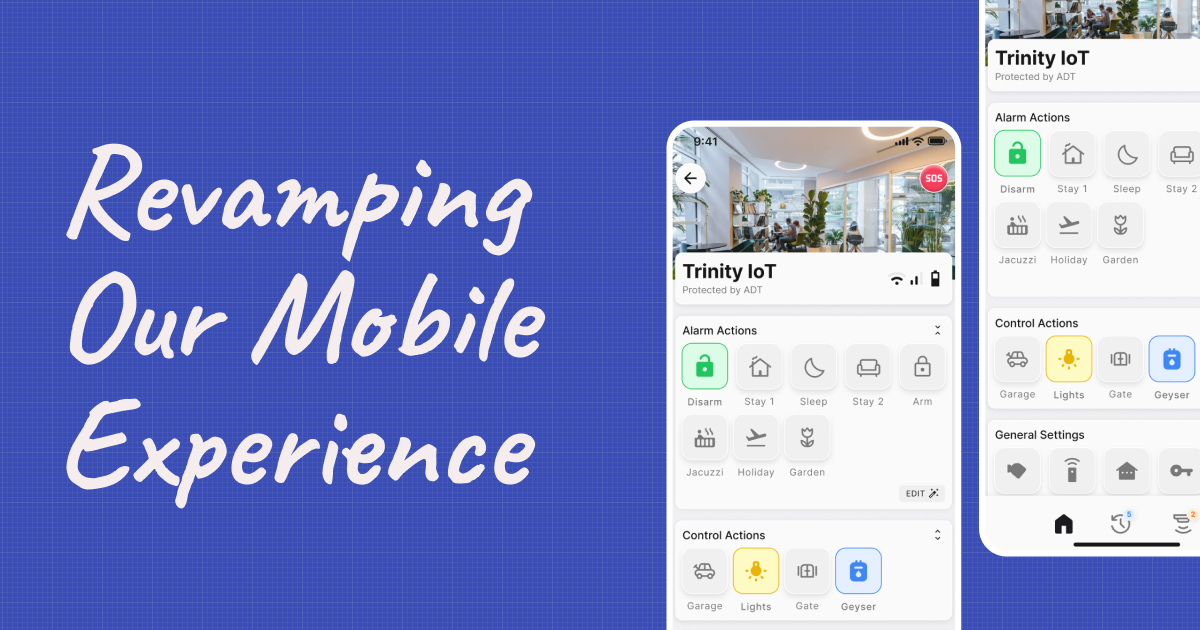 Revamping
Our Mobile
Experience
9:41
SOS
Trinity IoT
Protected by ADT
Alarm Actions
Disarm Stay 1 Sleep Stay 2 Arm
Jacuzzi Holiday Garden
EDIT
Control Actions
Garage Lights Gate Geyser
Trinity IoT
Protected by ADT
Alarm Actions
Disarm Stay 1 Sleep Stay 2
Jacuzzi Holiday Garden
Control Actions
Garage Lights Gate Geyser
General Settings
5 2